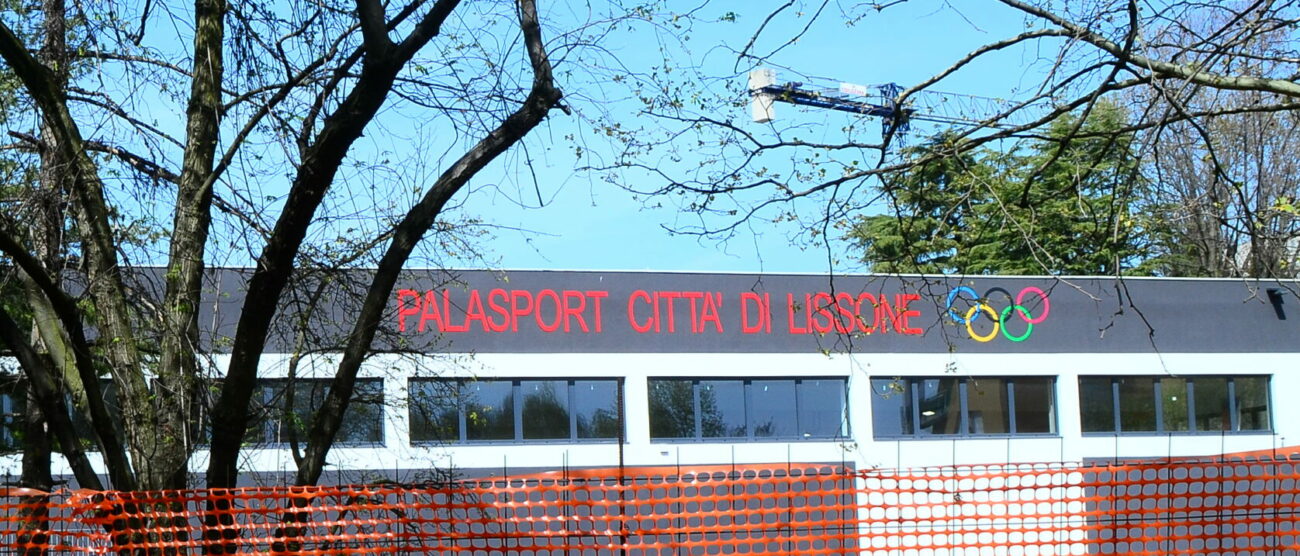 PALASPORT CITTA' DI LISSONE